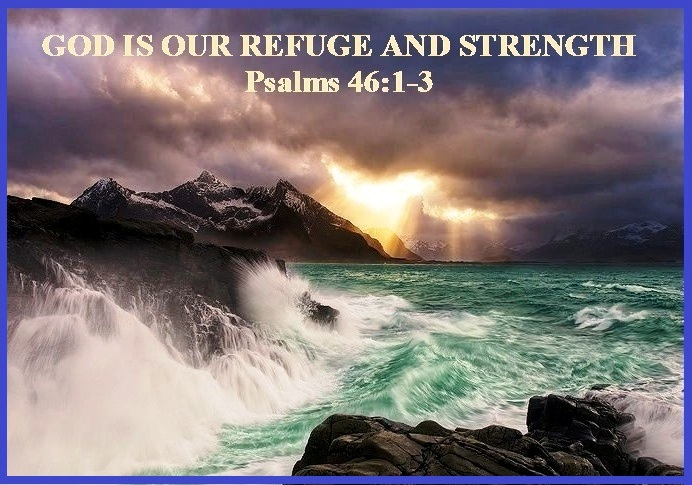 GOD IS OUR REFUGE AND STRENGTH
Psalms 46:1-3